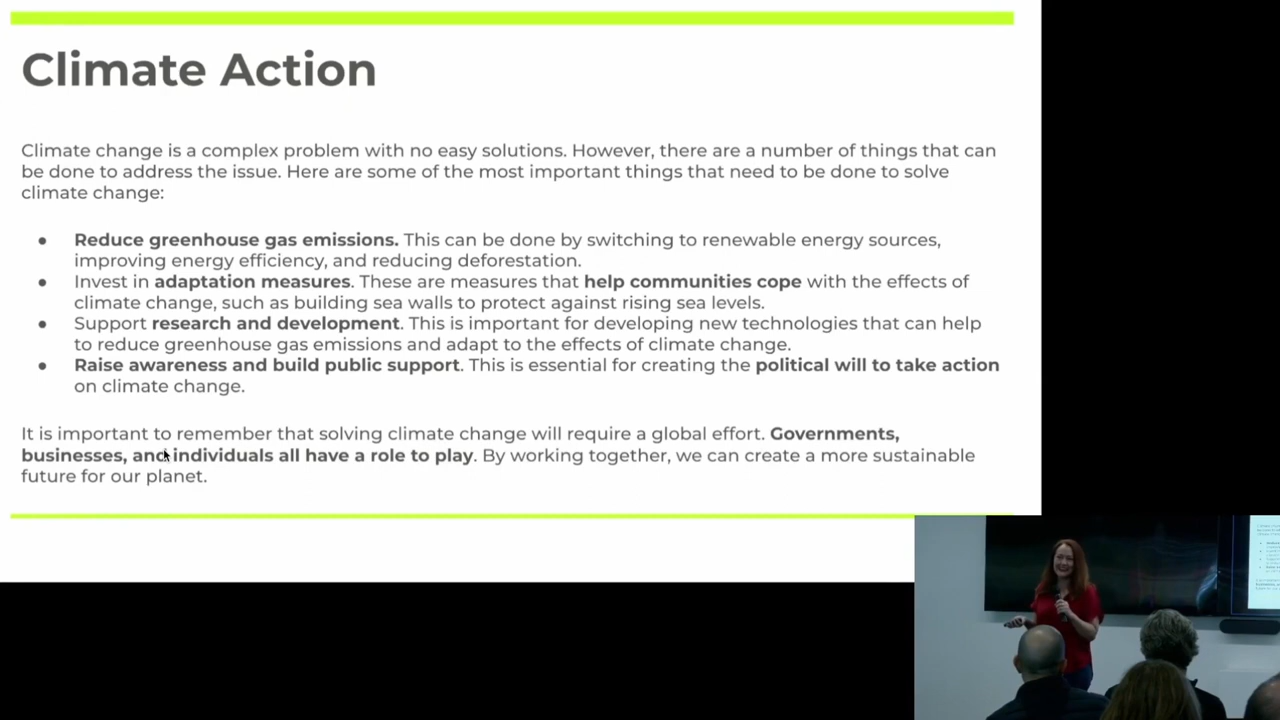 Climate Action
Climate change is a complex problem with no easy solutions. However, there are a number of things that can
be done to address the issue. Here are some of the most important things that need to be done to solve
climate change:
● Reduce greenhouse gas emissions. This can be done by switching to renewable energy sources,
improving energy efficiency, and reducing deforestation.
● Invest in adaptation measures. These are measures that help communities cope with the effects of
climate change, such as building sea walls to protect against rising sea levels.
● Support research and development. This is important for developing new technologies that can help
to reduce greenhouse gas emissions and adapt to the effects of climate change.
● Raise awareness and build public support. This is essential for creating the political will to take action
on climate change.
It is important to remember that solving climate change will require a global effort. Governments,
businesses, and individuals all have a role to play. By working together, we can create a more sustainable
future for our planet.